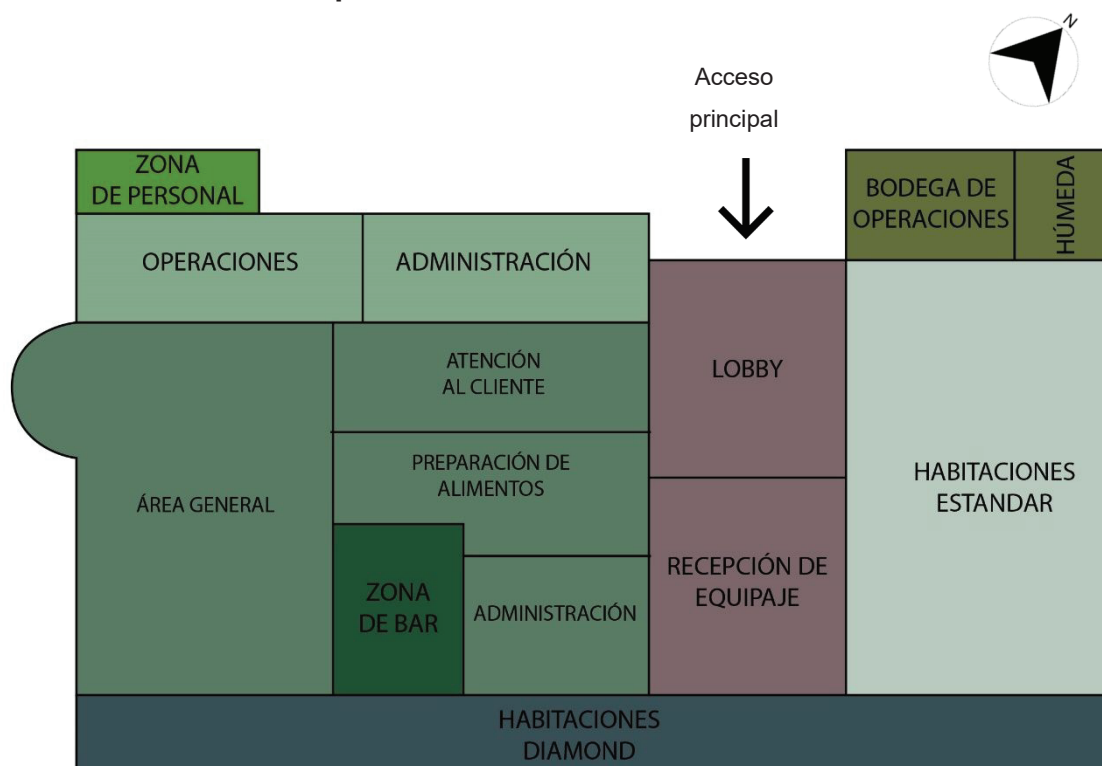 N
Acceso
principal
ZONA
DE PERSONAL
BODEGA DE
OPERACIONES
HÚMEDA
OPERACIONES
ADMINISTRACIÓN
ATENCIÓN
AL CLIENTE
LOBBY
PREPARACIÓN DE
ALIMENTOS
HABITACIONES
ESTANDAR
ÁREA GENERAL
RECEPCIÓN DE
EQUIPAJE
ZONA
DE BAR
ADMINISTRACIÓN
HABITACIONES
DIAMOND